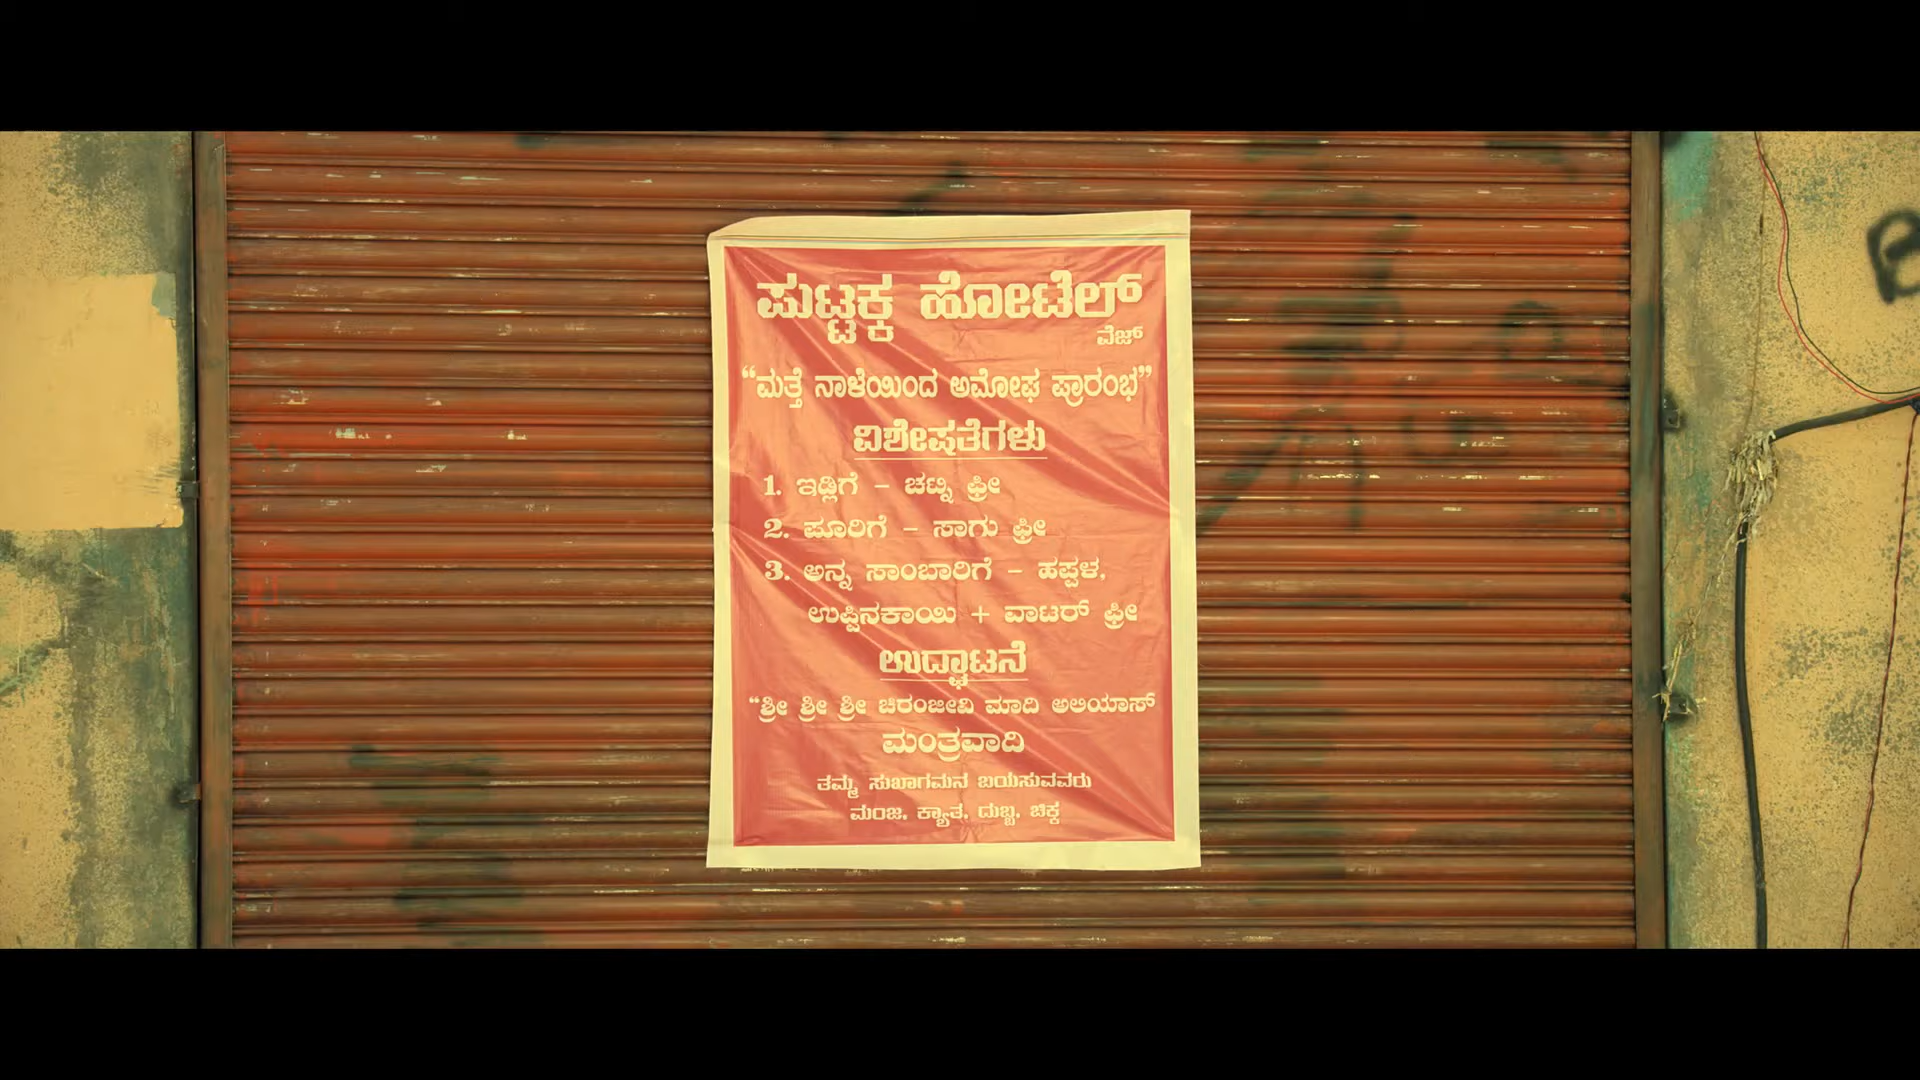 ಪುಟ್ಟಕ್ಕ ಹೋಟೆಲ್
ವೆಜ್
“ಮತ್ತೆ ನಾಳೆಯಿಂದ ಅಮೋಘ ಪ್ರಾರಂಭ”
ವಿಶೇಷತೆಗಳು
1. ಇಡ್ಲಿಗೆ – ಚಟ್ನಿ ಫ್ರೀ
2. ಪೂರಿಗೆ – ಸಾಗು ಫ್ರೀ
3. ಅನ್ನ ಸಾಂಬಾರಿಗೆ – ಹಪ್ಪಳ,
ಉಪ್ಪಿನಕಾಯಿ + ವಾಟರ್ ಫ್ರೀ
ಉದ್ಘಾಟನೆ
“ಶ್ರೀ ಶ್ರೀ ಶ್ರೀ ಚಿರಂಜೀವಿ ಮಾದಿ ಅಲಿಯಾಸ್
ಮಂತ್ರವಾದಿ
ತಮ್ಮ ಸುಖಾಗಮನ ಬಯಸುವವರು
ಮಂಜ, ಕ್ಯಾತ, ದುಬ್ಬ, ಚಿಕ್ಕ